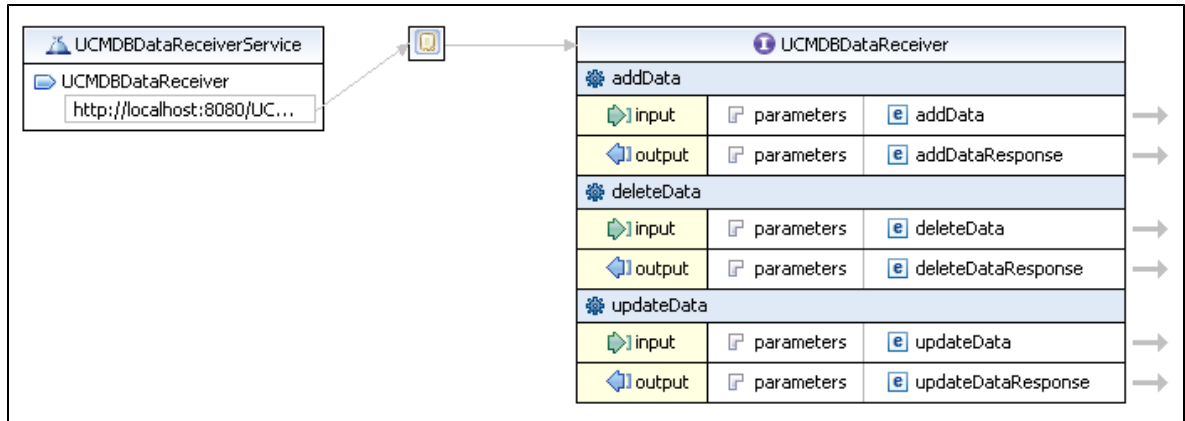 UCMDBDataReceiverService
UCMDBDataReceiver
http://localhost:8080/UC...
UCMDBDataReceiver
addData
input parameters e addData
output parameters e addDataResponse
deleteData
input parameters e deleteData
output parameters e deleteDataResponse
updateData
input parameters e updateData
output parameters e updateDataResponse